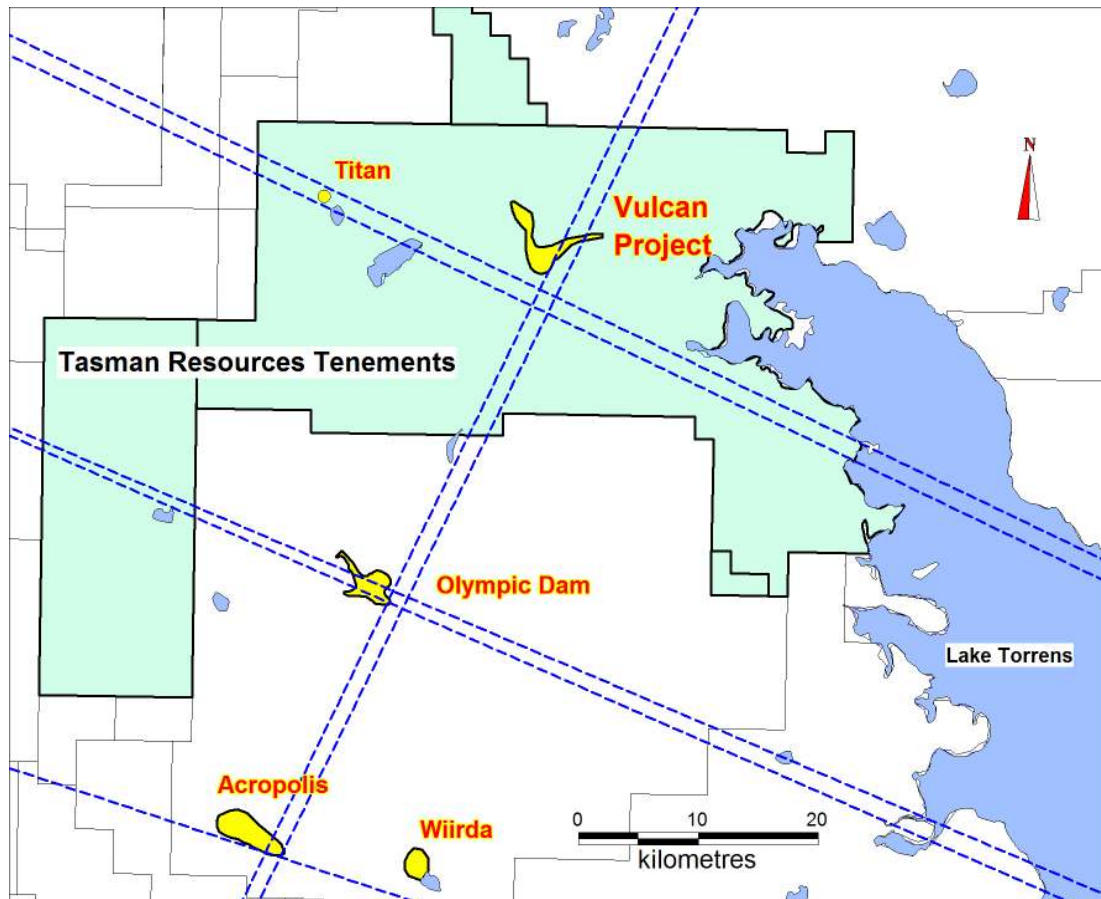 Titan
N
Vulcan
Project
Tasman Resources Tenements
Olympic Dam
Lake Torrens
Acropolis
Wiirda
0 10 20
kilometres